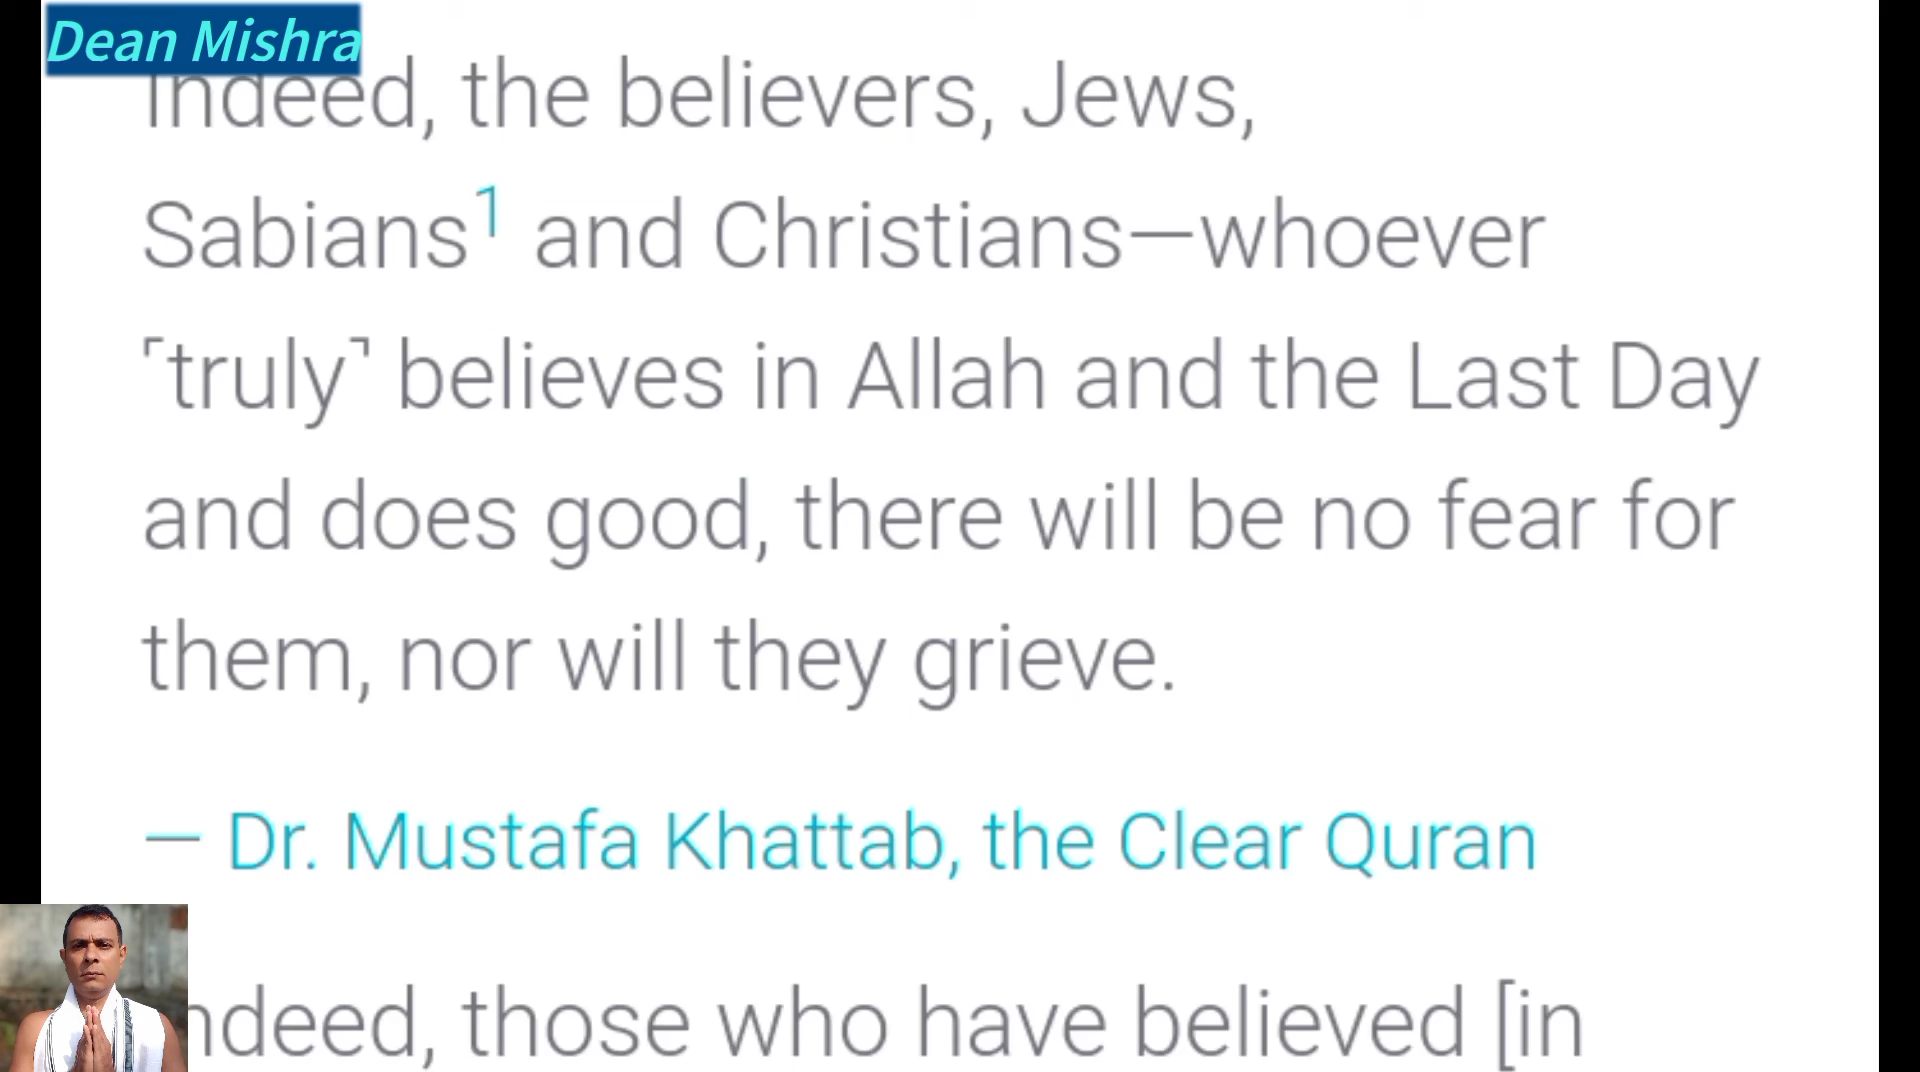 Dean Mishra
Indeed, the believers, Jews,
Sabians1 and Christians—whoever
⌜truly⌝ believes in Allah and the Last Day
and does good, there will be no fear for
them, nor will they grieve.
— Dr. Mustafa Khattab, the Clear Quran
ndeed, those who have believed [in